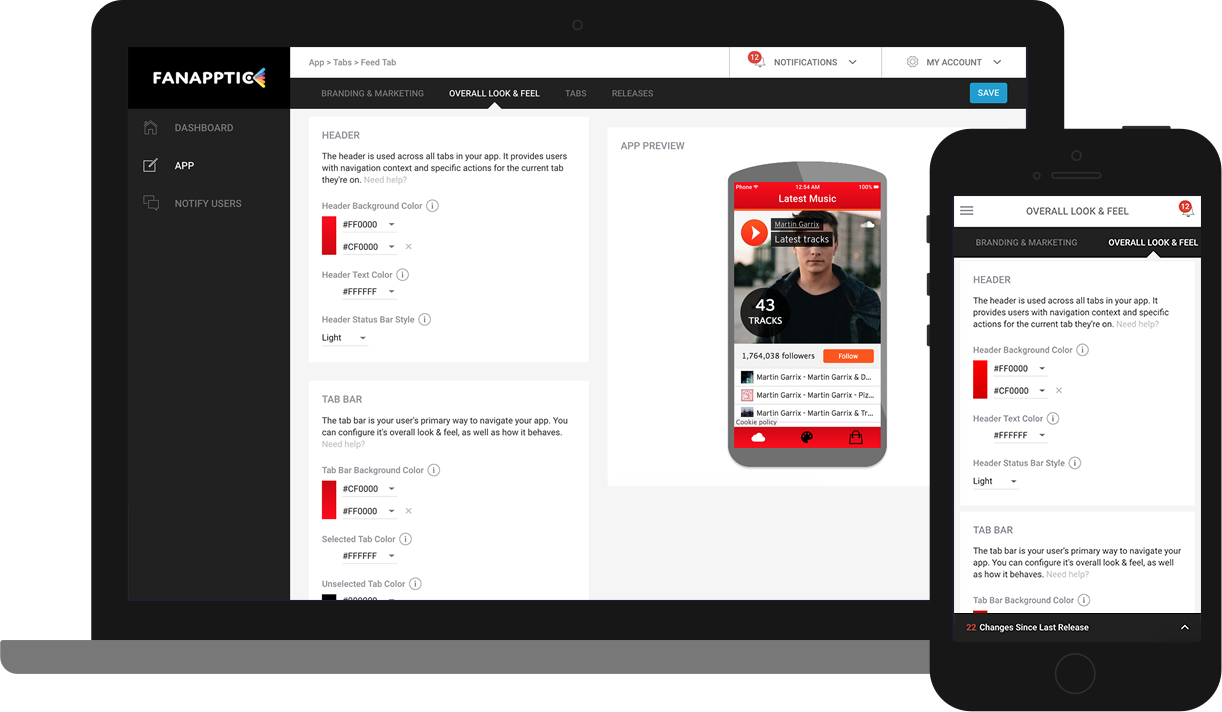 FANAPPTIC
App > Tabs > Feed Tab
12
NOTIFICATIONS
MY ACCOUNT
BRANDING & MARKETING
OVERALL LOOK & FEEL
TABS
RELEASES
SAVE
DASHBOARD
APP
NOTIFY USERS
HEADER
The header is used across all tabs in your app. It provides users
with navigation context and specific actions for the current tab
they're on. Need help?
Header Background Color
#FF0000
#CF0000
Header Text Color
#FFFFFF
Header Status Bar Style
Light
TAB BAR
The tab bar is your user's primary way to navigate your app. You
can configure it's overall look & feel, as well as how it behaves.
Need help?
Tab Bar Background Color
#CF0000
#FF0000
Selected Tab Color
#FFFFFF
Unselected Tab Color
#000000
APP PREVIEW
Phone
12:54 AM
100%
Latest Music
Martin Garrix
Latest tracks
43
TRACKS
1,764,038 followers
Follow
Martin Garrix - Martin Garrix & D...
Martin Garrix - Martin Garrix - Piz...
Martin Garrix - Martin Garrix & Tr...
Cookie policy
OVERALL LOOK & FEEL
12
BRANDING & MARKETING
OVERALL LOOK & FEEL
HEADER
The header is used across all tabs in your app. It
provides users with navigation context and specific
actions for the current tab they're on. Need help?
Header Background Color
#FF0000
#CF0000
Header Text Color
#FFFFFF
Header Status Bar Style
Light
TAB BAR
The tab bar is your user's primary way to navigate your
app. You can configure it's overall look & feel, as well
as how it behaves. Need help?
Tab Bar Background Color
22 Changes Since Last Release